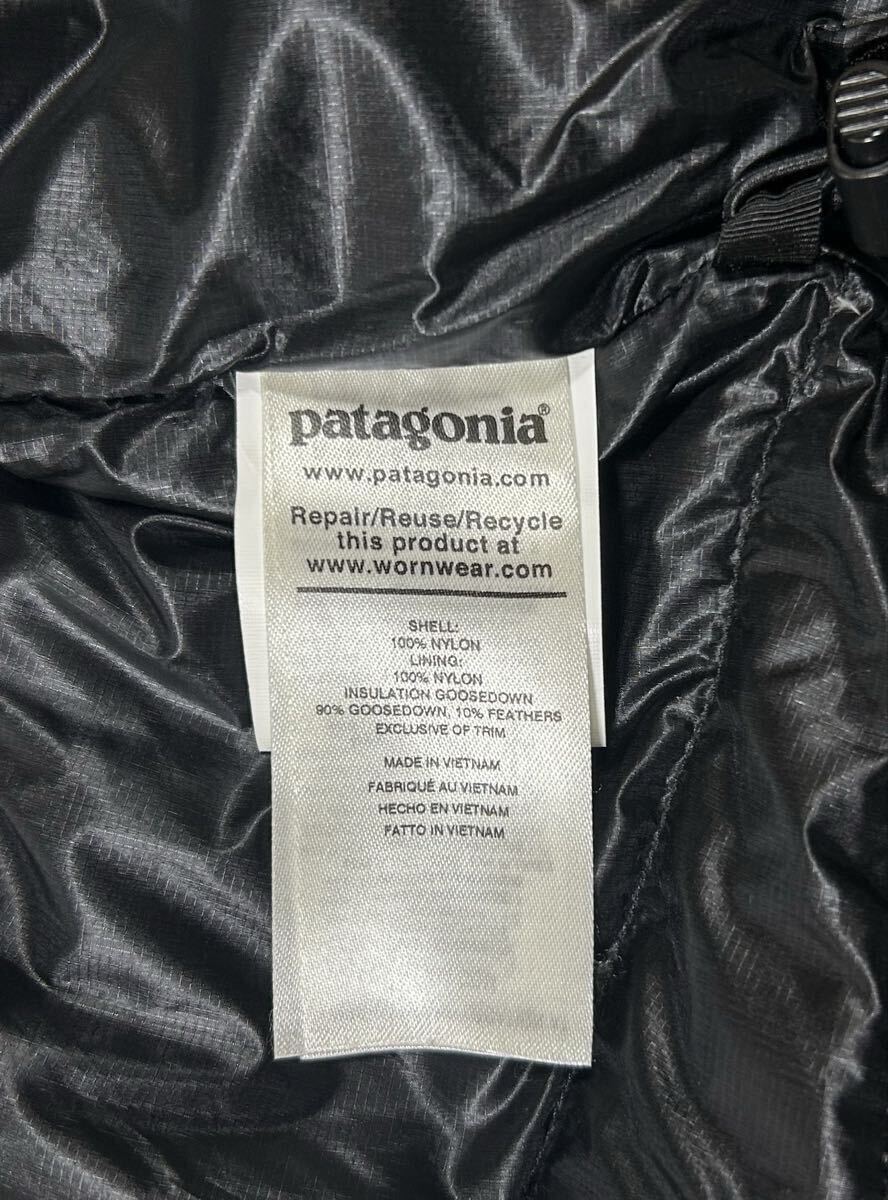 patagonia®
www.patagonia.com
Repair/Reuse/Recycle
this product at
www.wornwear.com
SHELL:
100% NYLON
LINING:
100% NYLON
INSULATION GOOSEDOWN
90% GOOSEDOWN, 10% FEATHERS
EXCLUSIVE OF TRIM
MADE IN VIETNAM
FABRIQUÉ AU VIETNAM
HECHO EN VIETNAM
FATTO IN VIETNAM